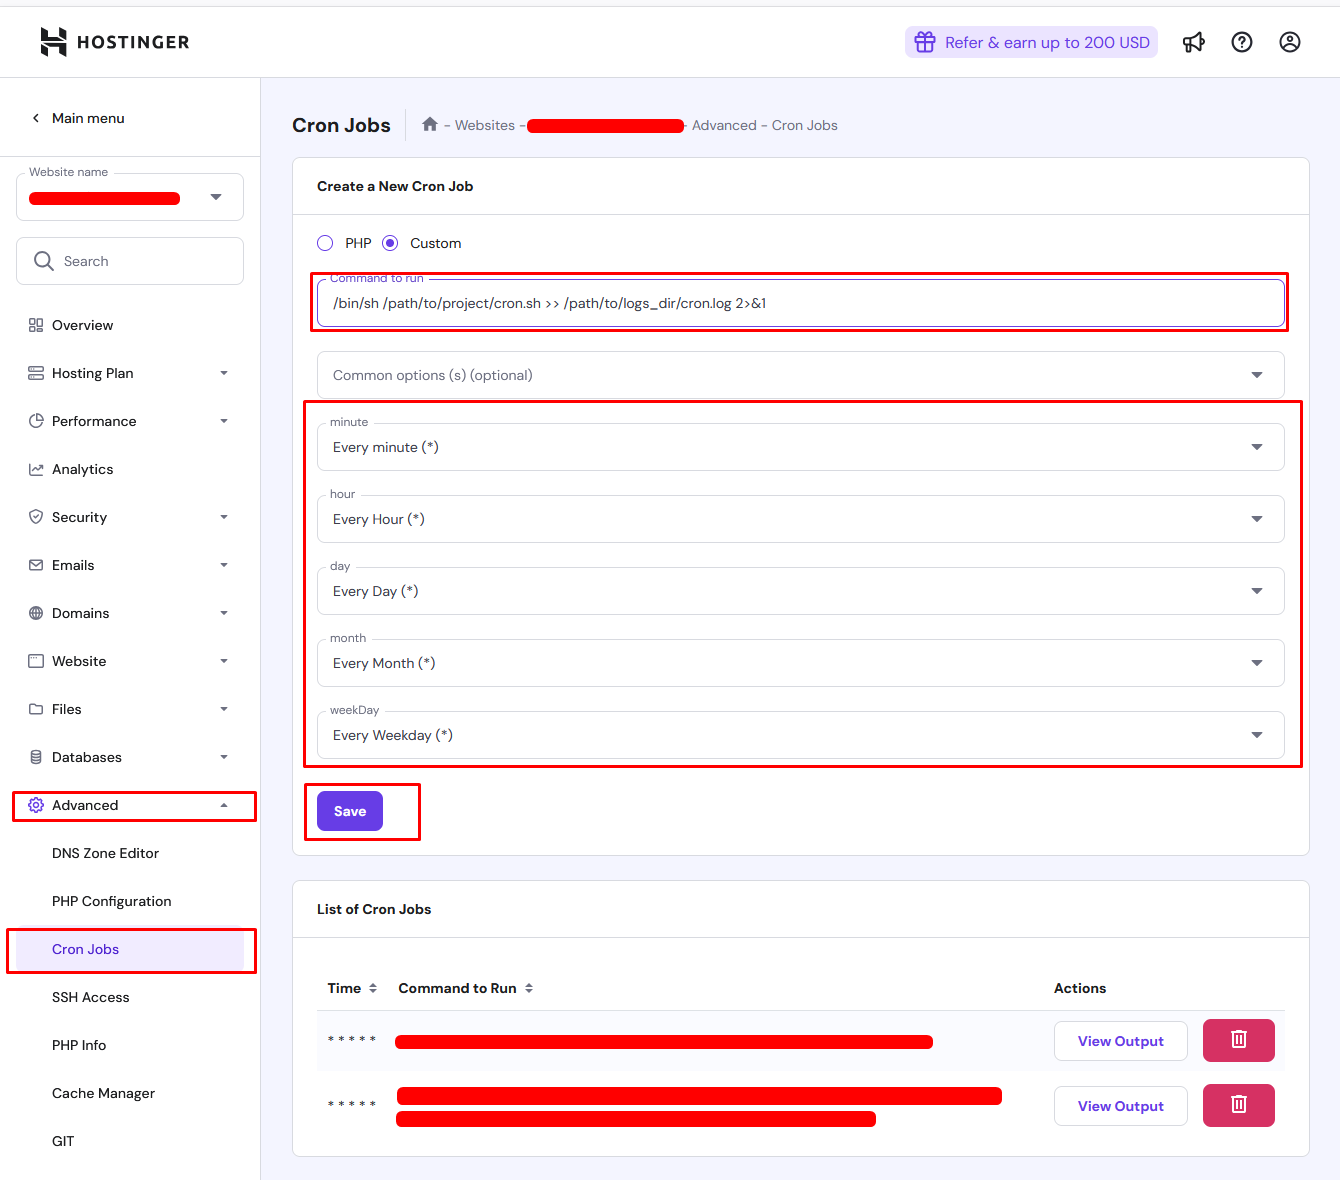 HOSTINGER
Refer & earn up to 200 USD
Main menu
Website name
Search
Overview
Hosting Plan
Performance
Analytics
Security
Emails
Domains
Website
Files
Databases
Advanced
DNS Zone Editor
PHP Configuration
Cron Jobs
SSH Access
PHP Info
Cache Manager
GIT
Cron Jobs
- Websites - - Advanced - Cron Jobs
Create a New Cron Job
PHP Custom
Command to run
/bin/sh /path/to/project/cron.sh >> /path/to/logs_dir/cron.log 2>&1
Common options (s) (optional)
minute
Every minute (*)
hour
Every Hour (*)
day
Every Day (*)
month
Every Month (*)
weekDay
Every Weekday (*)
Save
List of Cron Jobs
Time Command to Run Actions
* * * * * View Output
* * * * * View Output